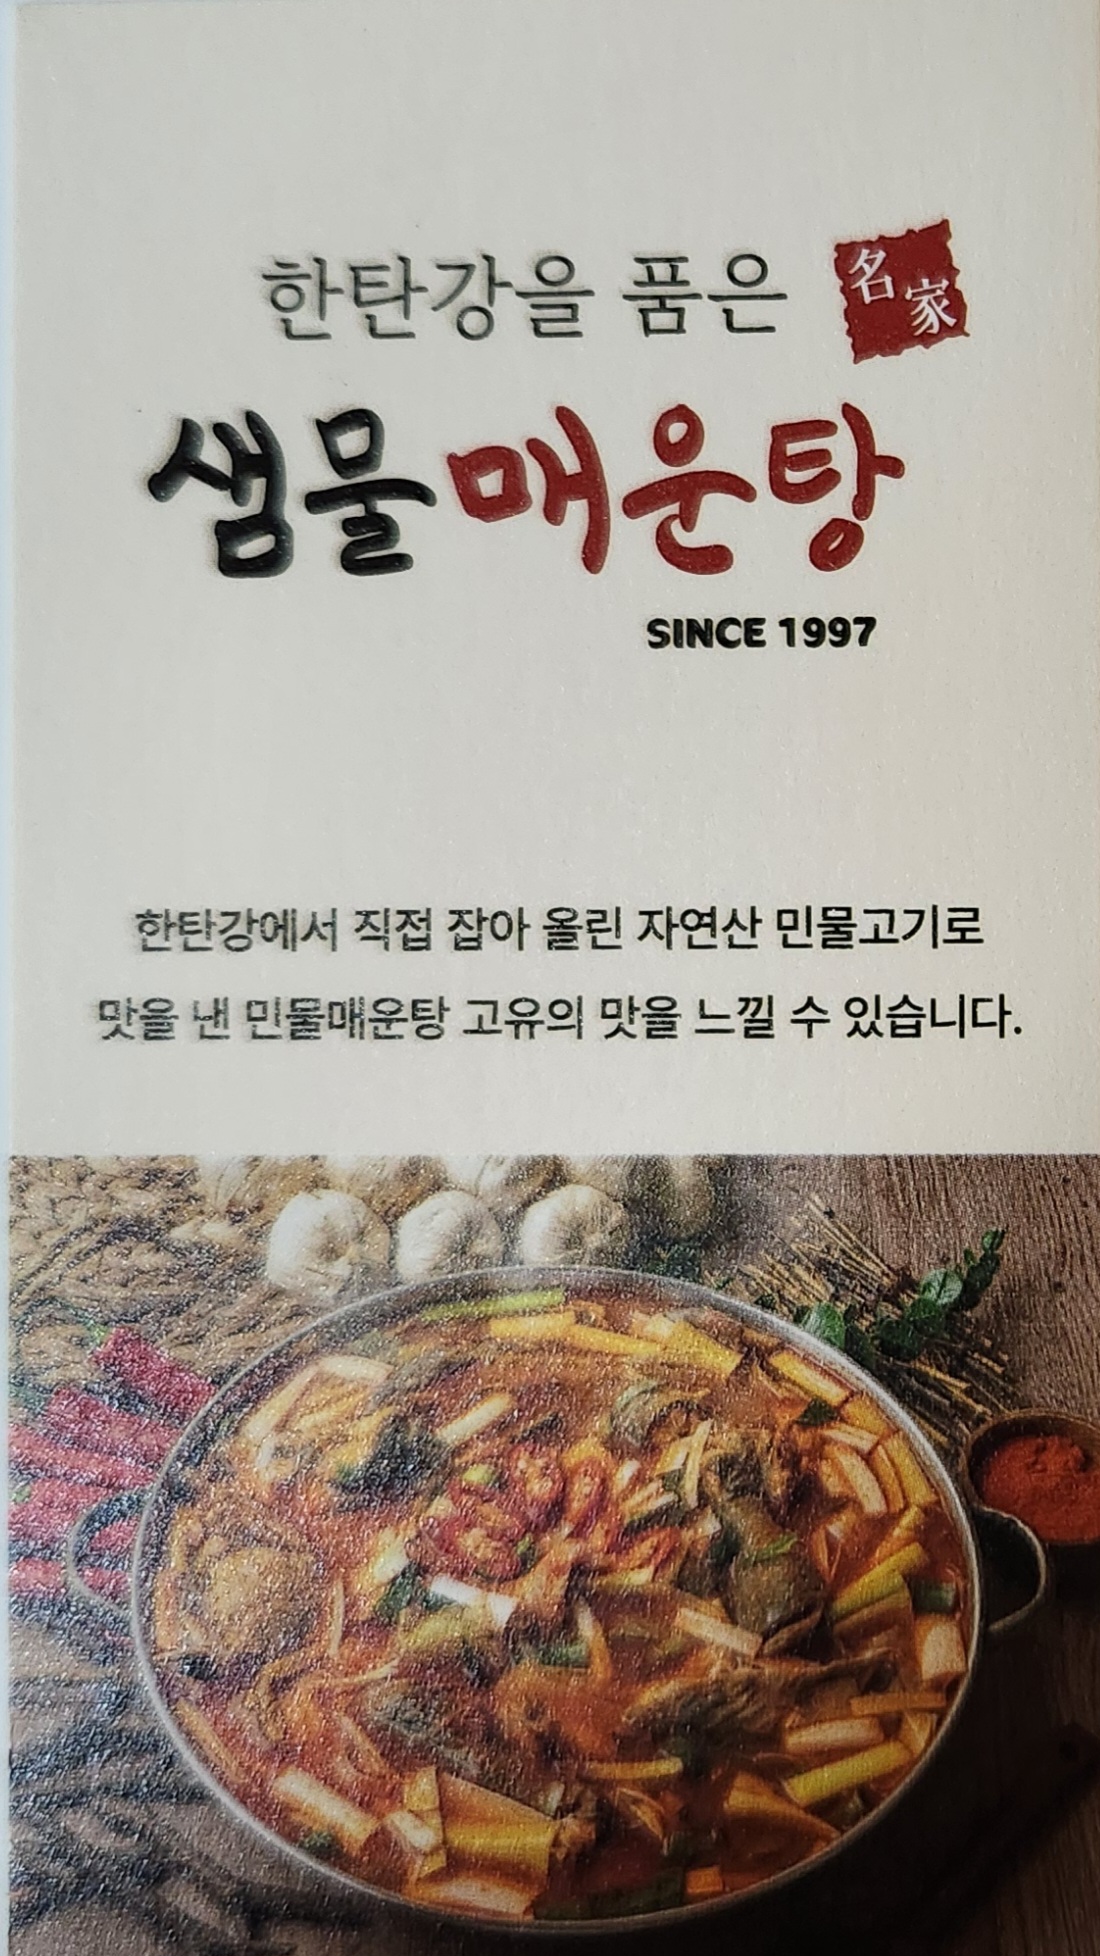 한탄강을 품은
名家
샘물매운탕
SINCE 1997
한탄강에서 직접 잡아 올린 자연산 민물고기로
맛을 낸 민물매운탕 고유의 맛을 느낄 수 있습니다.